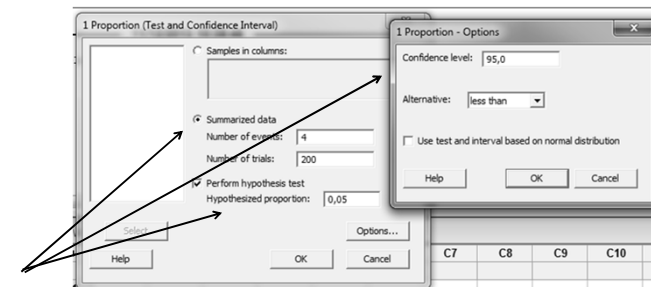 1 Proportion (Test and Confidence Interval)
Samples in columns:
Summarized data
Number of events: 4
Number of trials: 200
Perform hypothesis test
Hypothesized proportion: 0,05
Select
Options...
Help
OK
Cancel
1 Proportion - Options
Confidence level: 95,0
Alternative: less than
Use test and interval based on normal distribution
Help
OK
Cancel
C7 C8 C9 C10